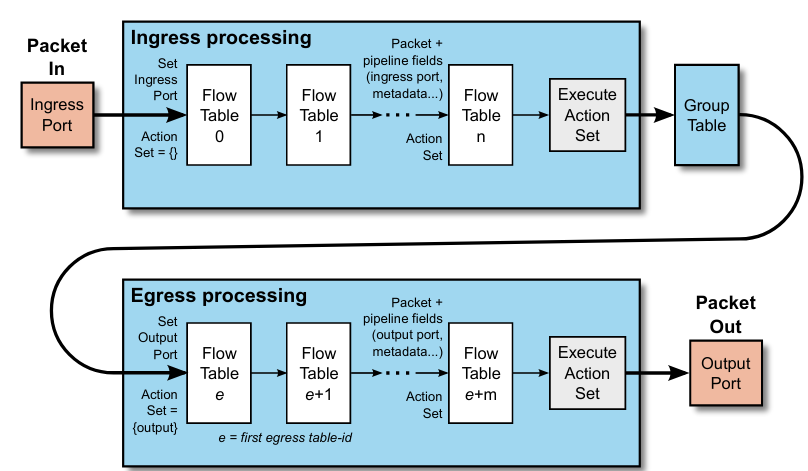 Packet
In
Ingress
Port
Ingress processing
Set
Ingress
Port
Action
Set = {}
Flow
Table
0
Flow
Table
1
Packet +
pipeline fields
(ingress port,
metadata...)
Action
Set
Flow
Table
n
Execute
Action
Set
Group
Table
Egress processing
Set
Output
Port
Action
Set =
{output}
Flow
Table
e
Flow
Table
e+1
e = first egress table-id
Packet +
pipeline fields
(output port,
metadata...)
Action
Set
Flow
Table
e+m
Execute
Action
Set
Packet
Out
Output
Port